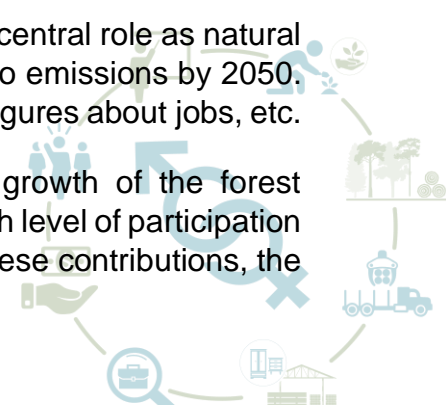 central role as natural
o emissions by 2050.
gures about jobs, etc.
growth of the forest
h level of participation
ese contributions, the